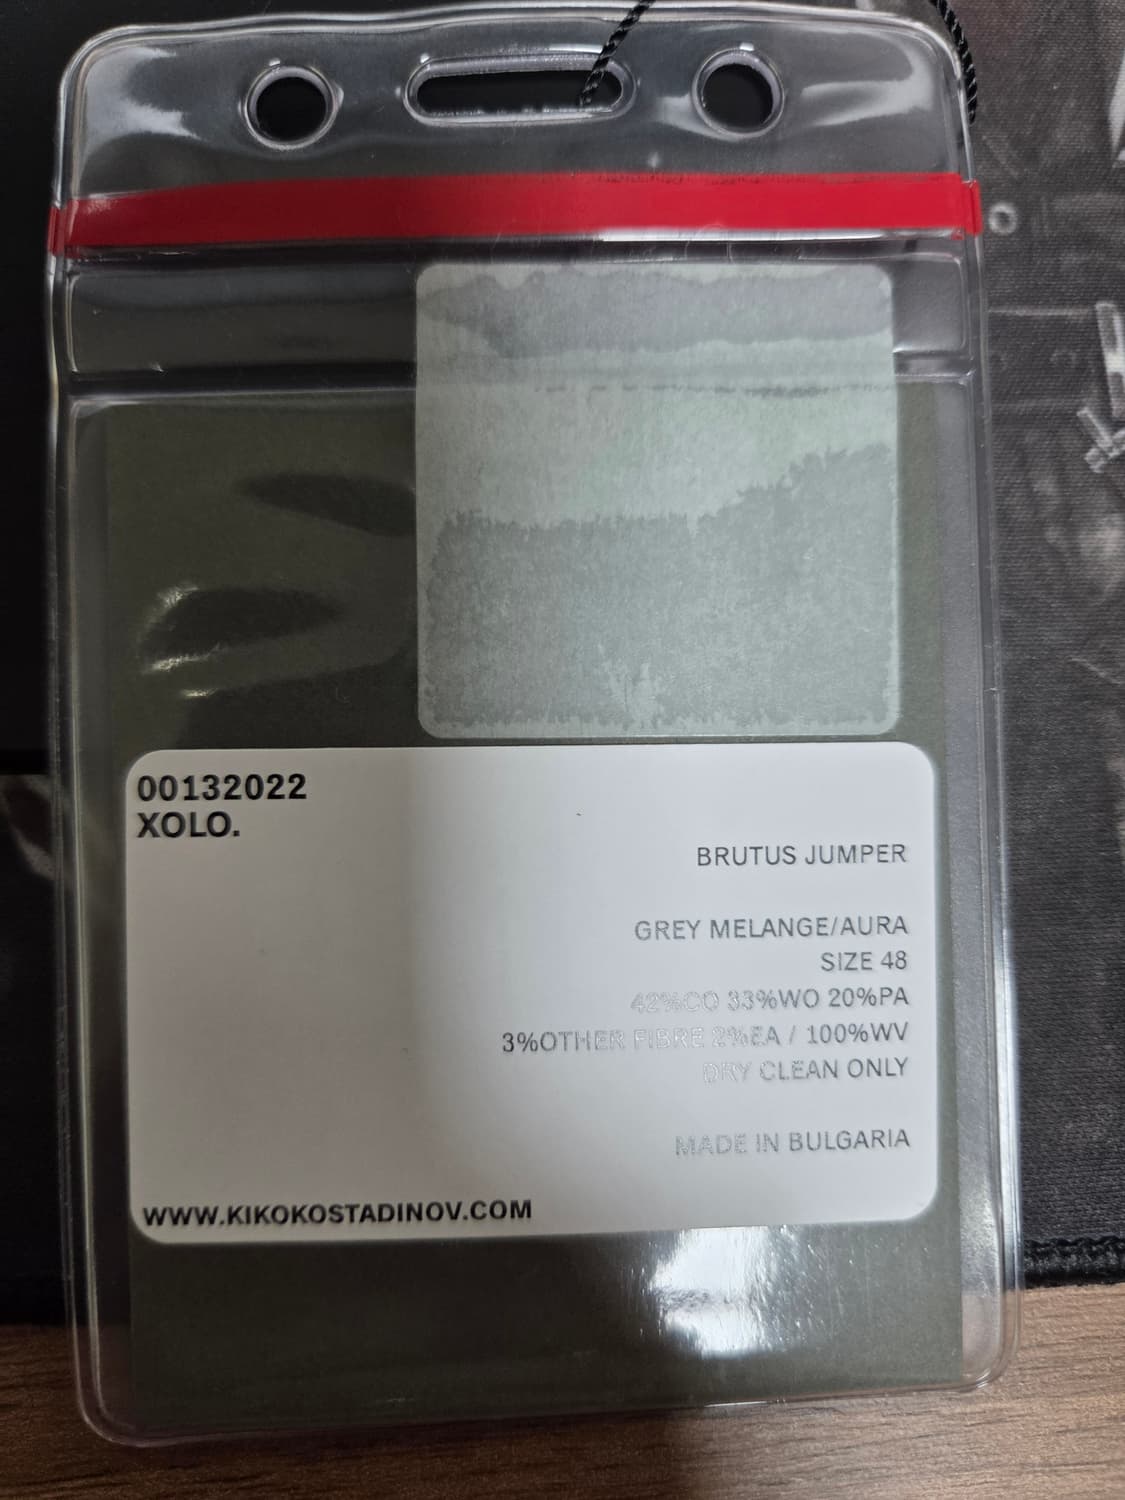 00132022
XOLO.
BRUTUS JUMPER
GREY MELANGE/AURA
SIZE 48
42%CO 33%WO 20%PA
3%OTHER FIBRE 2%EA / 100%WV
DRY CLEAN ONLY
MADE IN BULGARIA
WWW.KIKOKOSTADINOV.COM